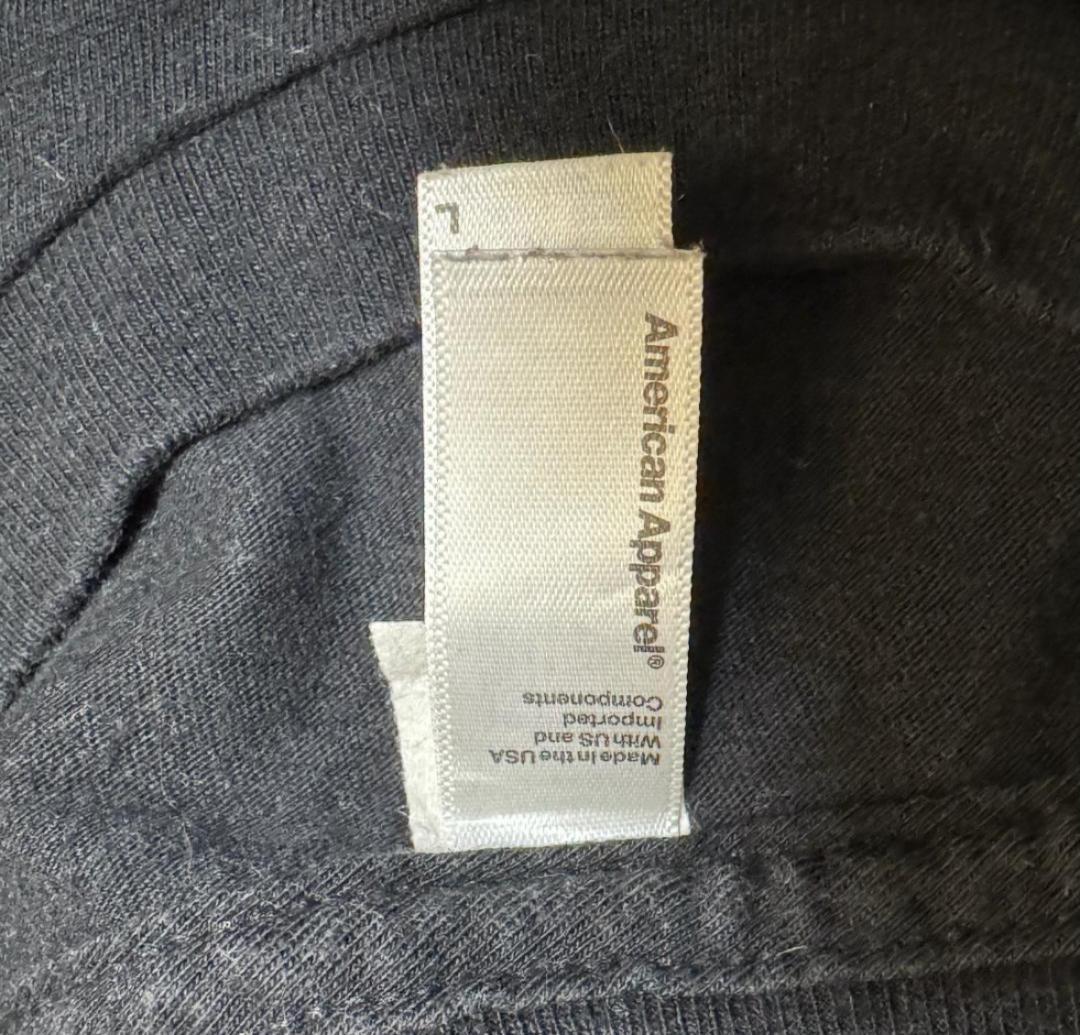 American Apparel®
Made in the USA
With US and
Imported
Components
L